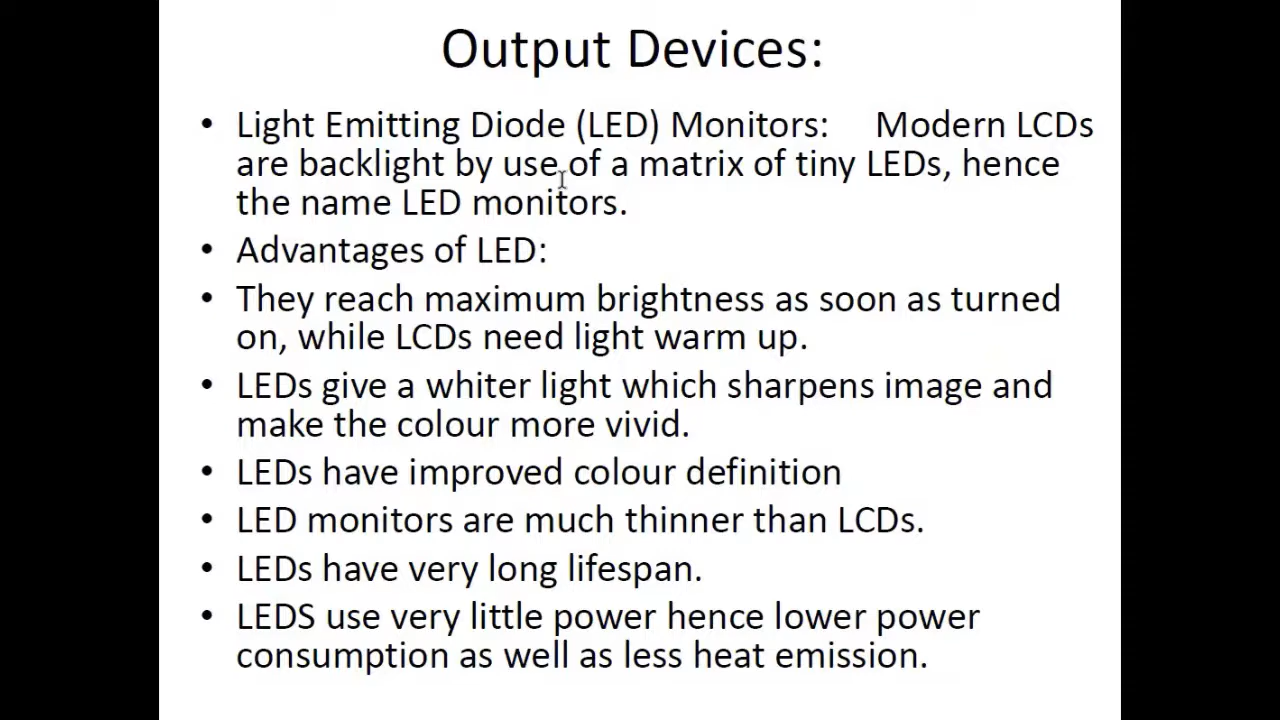 Output Devices:
• Light Emitting Diode (LED) Monitors: Modern LCDs
are backlight by use of a matrix of tiny LEDs, hence
the name LED monitors.
• Advantages of LED:
• They reach maximum brightness as soon as turned
on, while LCDs need light warm up.
• LEDs give a whiter light which sharpens image and
make the colour more vivid.
• LEDs have improved colour definition
• LED monitors are much thinner than LCDs.
• LEDs have very long lifespan.
• LEDS use very little power hence lower power
consumption as well as less heat emission.